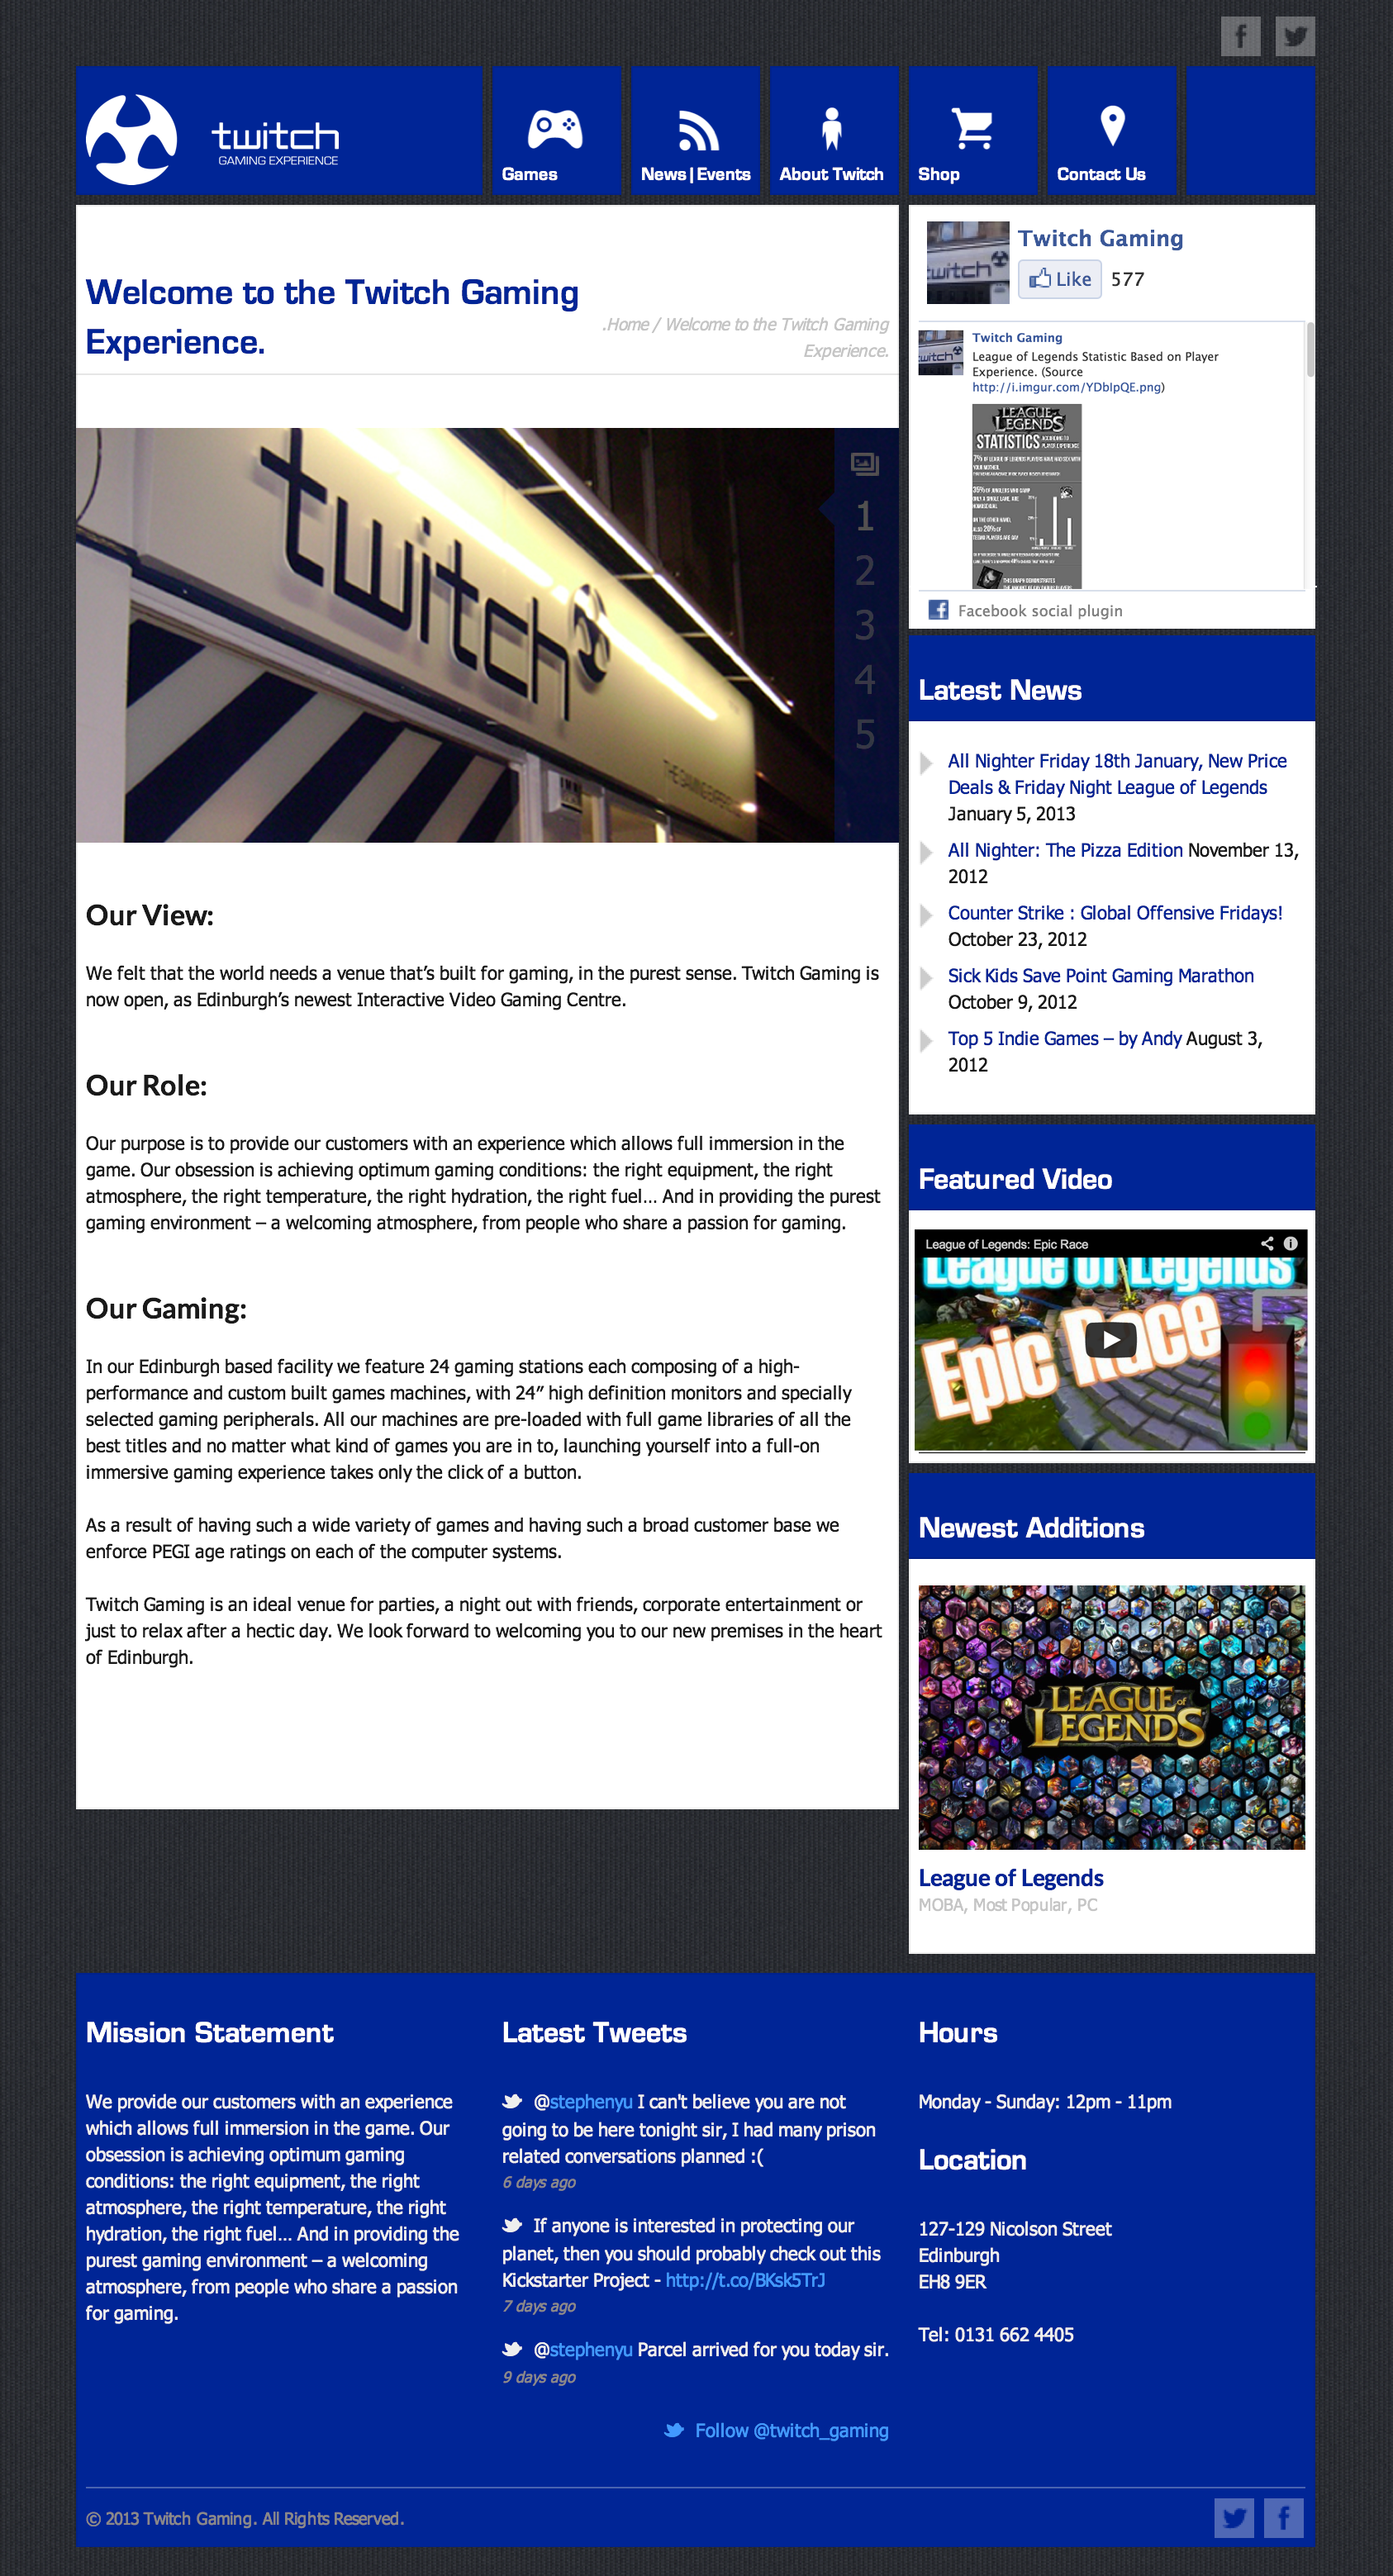 twitch
GAMING EXPERIENCE
Games
News|Events
About Twitch
Shop
Contact Us
Welcome to the Twitch Gaming
Experience.
.Home / Welcome to the Twitch Gaming
Experience.
twitch
1
2
3
4
5
Our View:
We felt that the world needs a venue that’s built for gaming, in the purest sense. Twitch Gaming is
now open, as Edinburgh’s newest Interactive Video Gaming Centre.
Our Role:
Our purpose is to provide our customers with an experience which allows full immersion in the
game. Our obsession is achieving optimum gaming conditions: the right equipment, the right
atmosphere, the right temperature, the right hydration, the right fuel… And in providing the purest
gaming environment – a welcoming atmosphere, from people who share a passion for gaming.
Our Gaming:
In our Edinburgh based facility we feature 24 gaming stations each composing of a high-
performance and custom built games machines, with 24″ high definition monitors and specially
selected gaming peripherals. All our machines are pre-loaded with full game libraries of all the
best titles and no matter what kind of games you are in to, launching yourself into a full-on
immersive gaming experience takes only the click of a button.
As a result of having such a wide variety of games and having such a broad customer base we
enforce PEGI age ratings on each of the computer systems.
Twitch Gaming is an ideal venue for parties, a night out with friends, corporate entertainment or
just to relax after a hectic day. We look forward to welcoming you to our new premises in the heart
of Edinburgh.
twitch
Twitch Gaming
Like 577
Twitch Gaming
League of Legends Statistic Based on Player
Experience. (Source
http://i.imgur.com/YDblpQE.png)
LEAGUE OF
LEGENDS
STATISTICS
Facebook social plugin
Latest News
All Nighter Friday 18th January, New Price
Deals & Friday Night League of Legends
January 5, 2013
All Nighter: The Pizza Edition November 13,
2012
Counter Strike : Global Offensive Fridays!
October 23, 2012
Sick Kids Save Point Gaming Marathon
October 9, 2012
Top 5 Indie Games – by Andy August 3,
2012
Featured Video
League of Legends: Epic Race
League of Legends
Epic Race
Newest Additions
LEAGUE of
LEGENDS
League of Legends
MOBA, Most Popular, PC
Mission Statement
We provide our customers with an experience
which allows full immersion in the game. Our
obsession is achieving optimum gaming
conditions: the right equipment, the right
atmosphere, the right temperature, the right
hydration, the right fuel… And in providing the
purest gaming environment – a welcoming
atmosphere, from people who share a passion
for gaming.
Latest Tweets
@stephenyu I can't believe you are not
going to be here tonight sir, I had many prison
related conversations planned :(
6 days ago
If anyone is interested in protecting our
planet, then you should probably check out this
Kickstarter Project - http://t.co/BKsk5TrJ
7 days ago
@stephenyu Parcel arrived for you today sir.
9 days ago
Follow @twitch_gaming
Hours
Monday - Sunday: 12pm - 11pm
Location
127-129 Nicolson Street
Edinburgh
EH8 9ER
Tel: 0131 662 4405
© 2013 Twitch Gaming. All Rights Reserved.